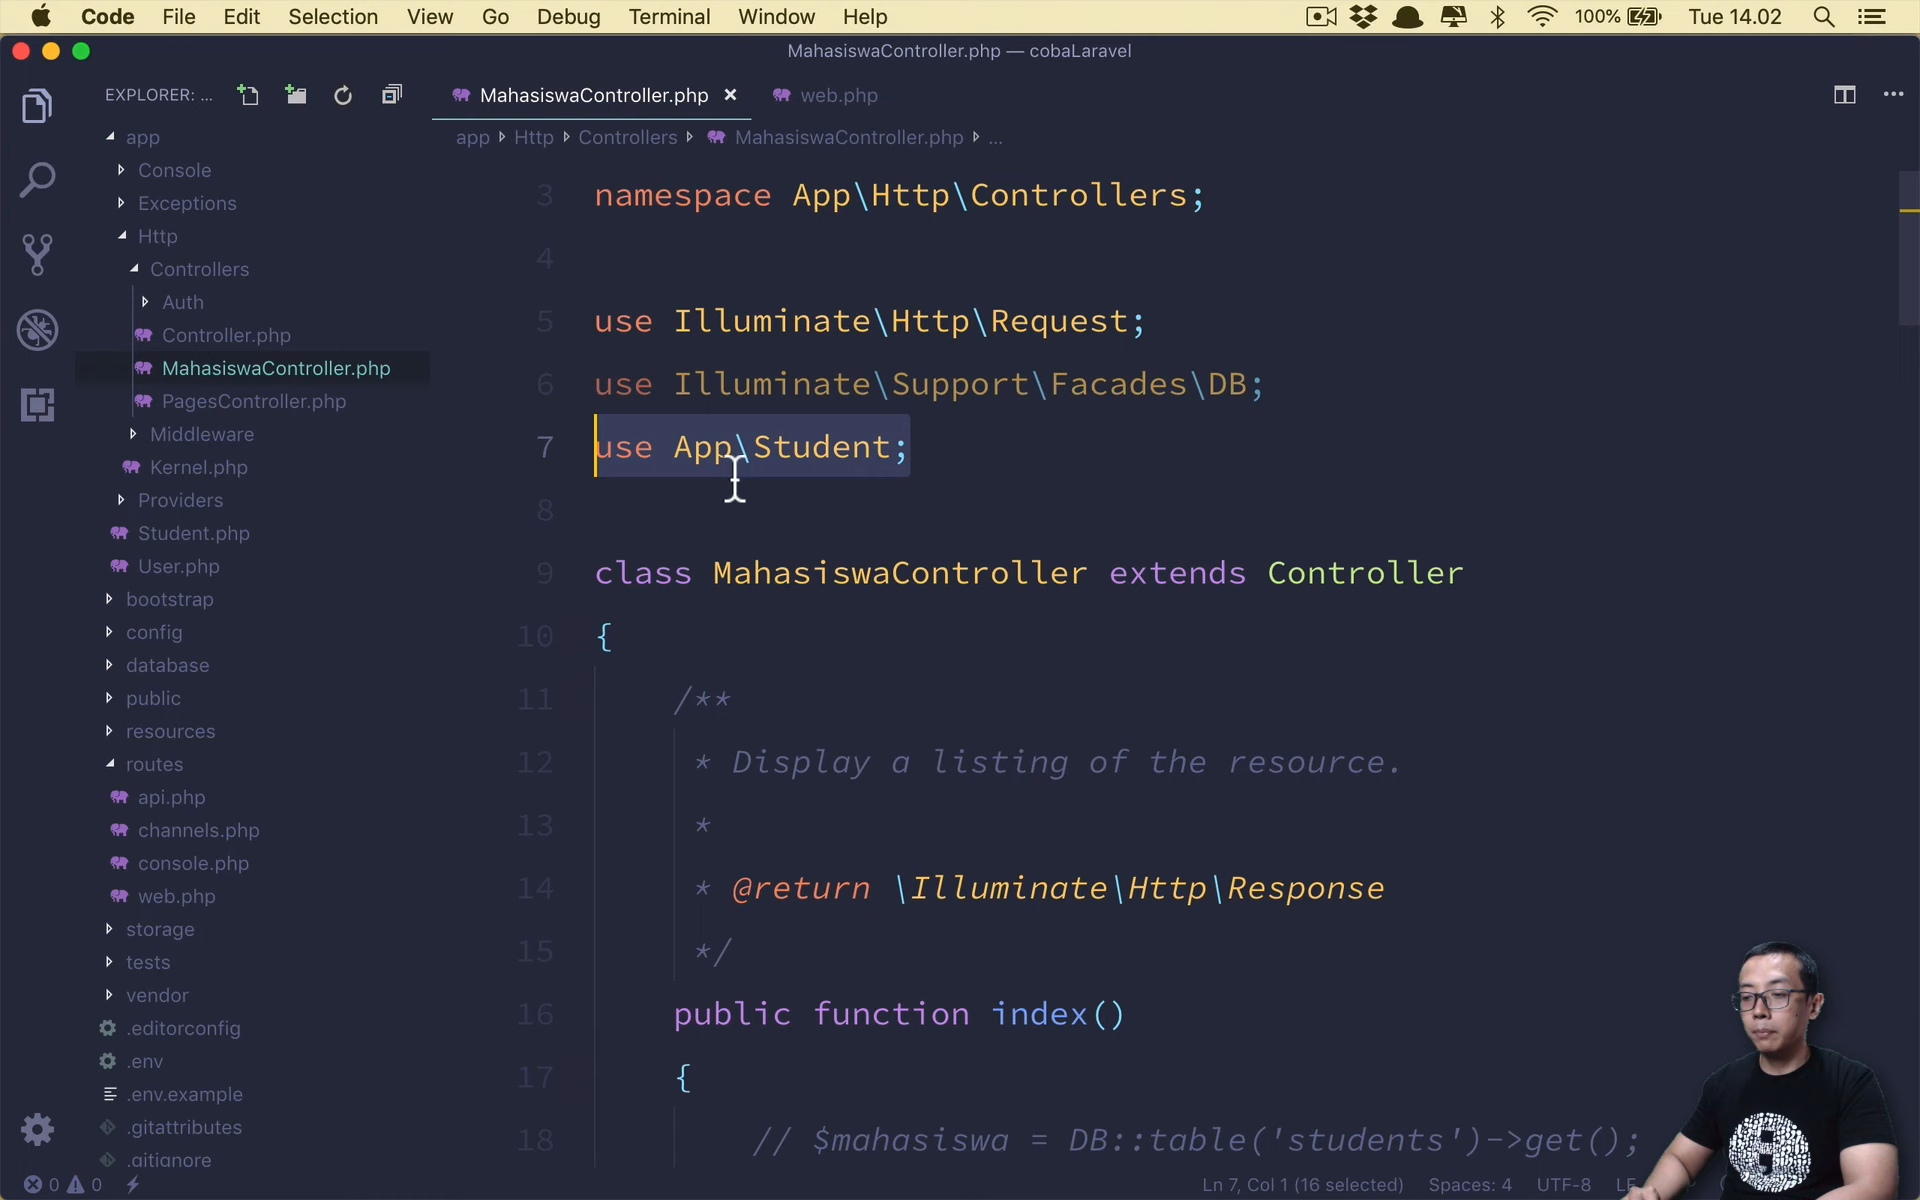 Code File Edit Selection View Go Debug Terminal Window Help 100% Tue 14.02
MahasiswaController.php — cobaLaravel
EXPLORER: ...
MahasiswaController.php × web.php
app Http Controllers MahasiswaController.php ...
app
Console
Exceptions
Http
Controllers
Auth
Controller.php
MahasiswaController.php
PagesController.php
Middleware
Kernel.php
Providers
Student.php
User.php
bootstrap
config
database
public
resources
routes
api.php
channels.php
console.php
web.php
storage
tests
vendor
.editorconfig
.env
.env.example
.gitattributes
.gitignore
3 namespace App\Http\Controllers;
4
5 use Illuminate\Http\Request;
6 use Illuminate\Support\Facades\DB;
7 use App\Student;
8
9 class MahasiswaController extends Controller
10 {
11 /**
12 * Display a listing of the resource.
13 *
14 * @return \Illuminate\Http\Response
15 */
16 public function index()
17 {
18 // $mahasiswa = DB::table('students')->get();
0 0 Ln 7, Col 1 (16 selected) Spaces: 4 UTF-8 LF